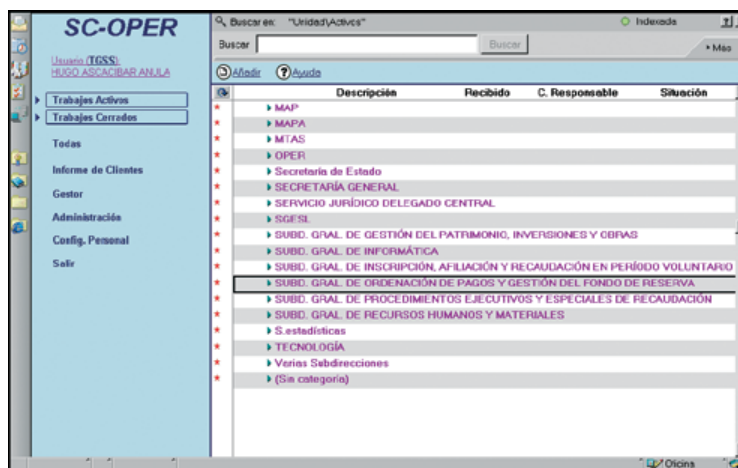 SC-OPER
Usuario (TGSS):
HUGO ASCACIBAR ANULA
Trabajos Activos
Trabajos Cerrados
Todas
Informe de Clientes
Gestor
Administración
Config. Personal
Salir
Buscar en: "Unidad\Activos"
Indexada
Buscar
Buscar
Más
Añadir
Ayuda
Descripción Recibido C. Responsable Situación
MAP
MAPA
MTAS
OPER
Secretaría de Estado
SECRETARÍA GENERAL
SERVICIO JURÍDICO DELEGADO CENTRAL
SGESL
SUBD. GRAL. DE GESTIÓN DEL PATRIMONIO, INVERSIONES Y OBRAS
SUBD. GRAL. DE INFORMÁTICA
SUBD. GRAL. DE INSCRIPCIÓN, AFILIACIÓN Y RECAUDACIÓN EN PERÍODO VOLUNTARIO
SUBD. GRAL. DE ORDENACIÓN DE PAGOS Y GESTIÓN DEL FONDO DE RESERVA
SUBD. GRAL. DE PROCEDIMIENTOS EJECUTIVOS Y ESPECIALES DE RECAUDACIÓN
SUBD. GRAL. DE RECURSOS HUMANOS Y MATERIALES
S.estadísticas
TECNOLOGÍA
Varias Subdirecciones
(Sin categoría)
Oficina